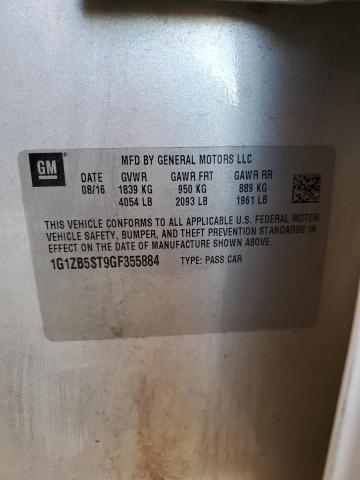 GM
MFD BY GENERAL MOTORS LLC
DATE GVWR GAWR FRT GAWR RR
08/16 1839 KG 950 KG 889 KG
4054 LB 2093 LB 1961 LB
THIS VEHICLE CONFORMS TO ALL APPLICABLE U.S. FEDERAL MOTOR
VEHICLE SAFETY, BUMPER, AND THEFT PREVENTION STANDARDS IN
EFFECT ON THE DATE OF MANUFACTURE SHOWN ABOVE.
1G1ZB5ST9GF355884 TYPE: PASS CAR